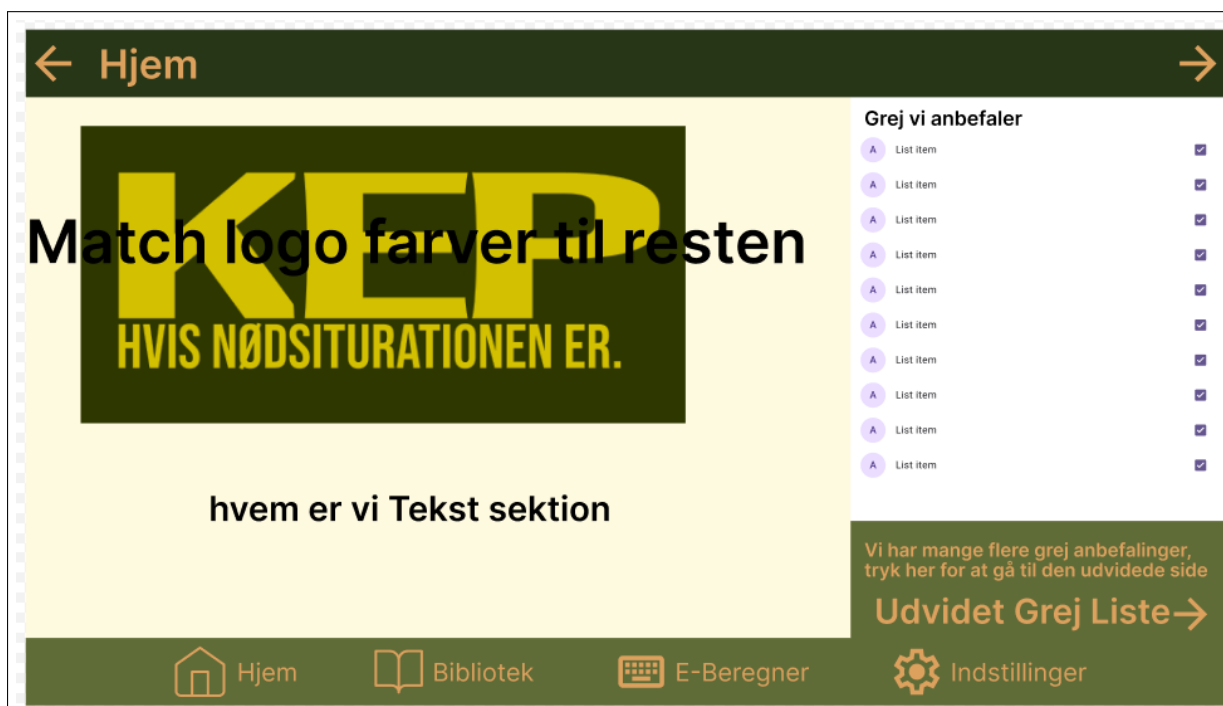 Hjem
KEP
Match logo farver til resten
HVIS NØDSITURATIONEN ER.
hvem er vi Tekst sektion
Grej vi anbefaler
A List item
A List item
A List item
A List item
A List item
A List item
A List item
A List item
A List item
A List item
Vi har mange flere grej anbefalinger,
tryk her for at gå til den udvidede side
Udvidet Grej Liste
Hjem
Bibliotek
E-Beregner
Indstillinger